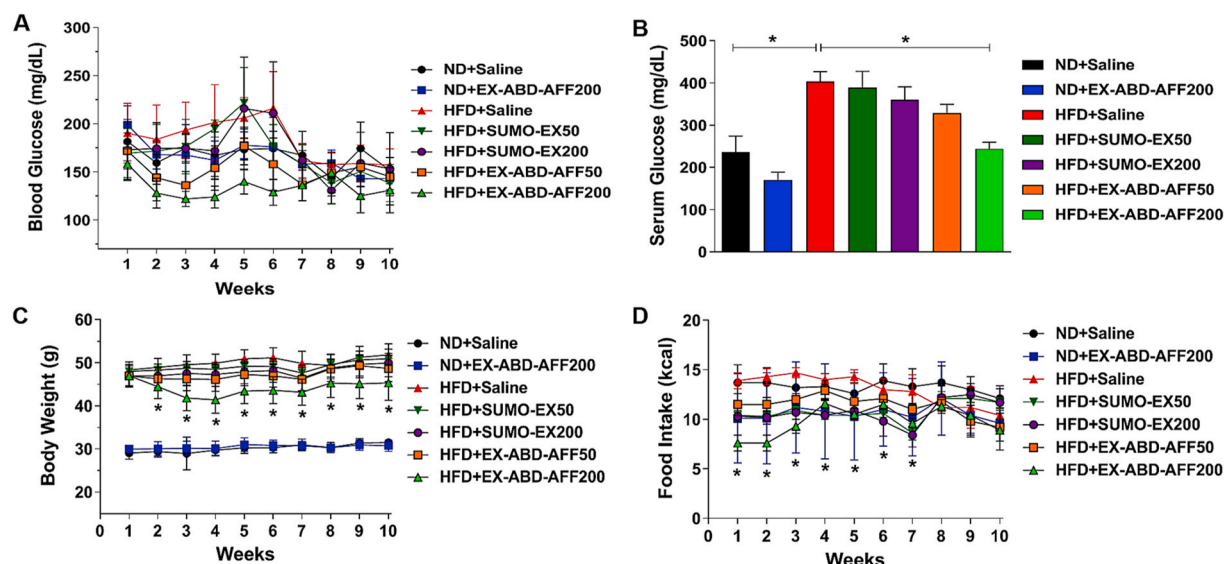 A
Blood Glucose (mg/dL)
300
250
200
150
100
1 2 3 4 5 6 7 8 9 10
Weeks
ND+Saline
ND+EX-ABD-AFF200
HFD+Saline
HFD+SUMO-EX50
HFD+SUMO-EX200
HFD+EX-ABD-AFF50
HFD+EX-ABD-AFF200
B
Serum Glucose (mg/dL)
500
400
300
200
100
0
* *
ND+Saline
ND+EX-ABD-AFF200
HFD+Saline
HFD+SUMO-EX50
HFD+SUMO-EX200
HFD+EX-ABD-AFF50
HFD+EX-ABD-AFF200
C
Body Weight (g)
60
50
40
30
20
* * * * * * * * *
0 1 2 3 4 5 6 7 8 9 10
Weeks
ND+Saline
ND+EX-ABD-AFF200
HFD+Saline
HFD+SUMO-EX50
HFD+SUMO-EX200
HFD+EX-ABD-AFF50
HFD+EX-ABD-AFF200
D
Food Intake (kcal)
20
15
10
5
0
* * * * * * *
0 1 2 3 4 5 6 7 8 9 10
Weeks
ND+Saline
ND+EX-ABD-AFF200
HFD+Saline
HFD+SUMO-EX50
HFD+SUMO-EX200
HFD+EX-ABD-AFF50
HFD+EX-ABD-AFF200